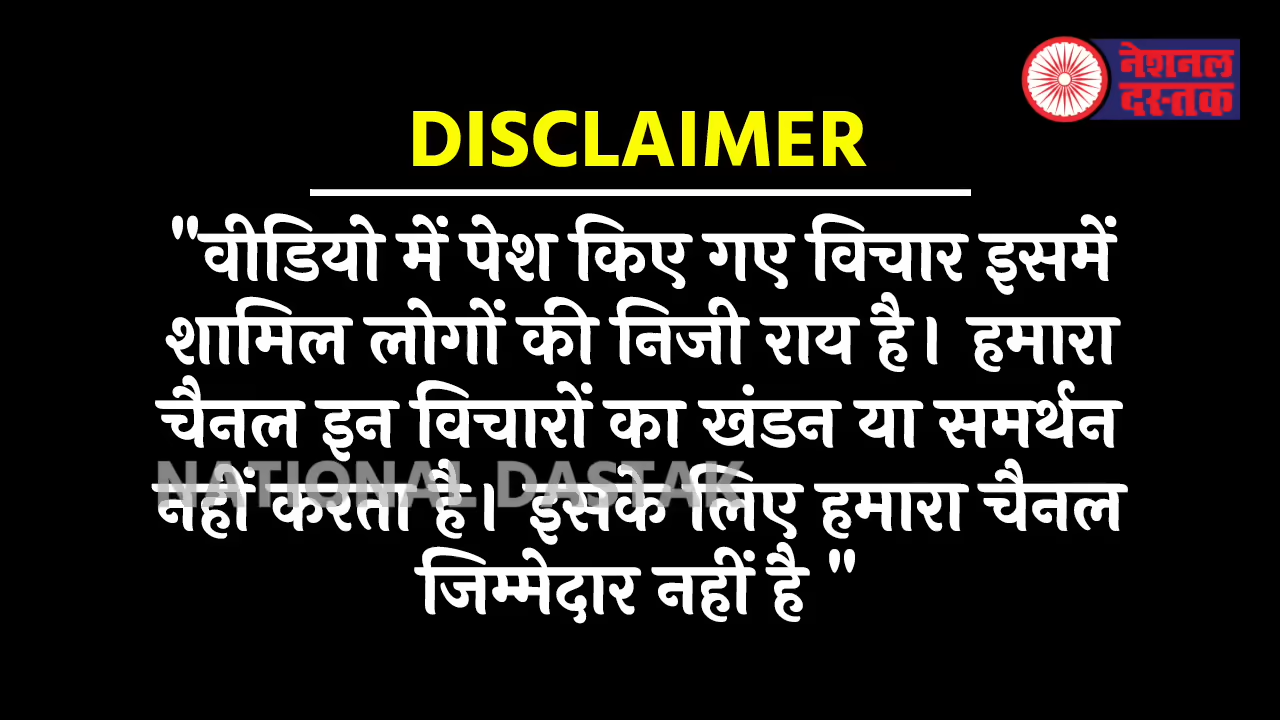 नेशनल
दस्तक
DISCLAIMER
"वीडियो में पेश किए गए विचार इसमें
शामिल लोगों की निजी राय है। हमारा
चैनल इन विचारों का खंडन या समर्थन
NATIONAL DASTAK
नहीं करता है। इसके लिए हमारा चैनल
जिम्मेदार नहीं है "